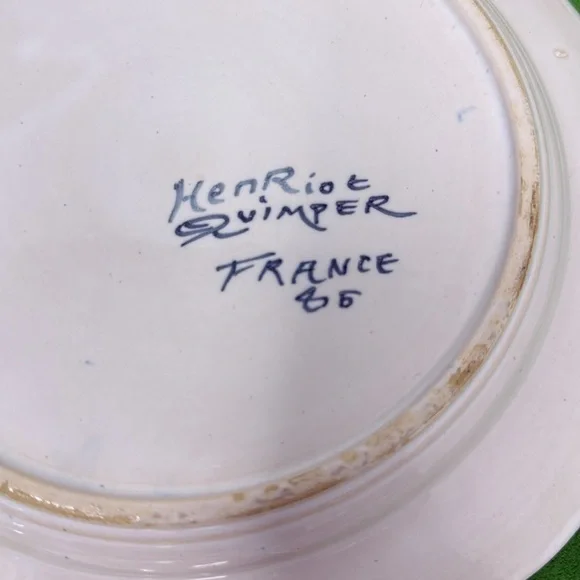 HenRiot
QUIMPER
FRANCE
85